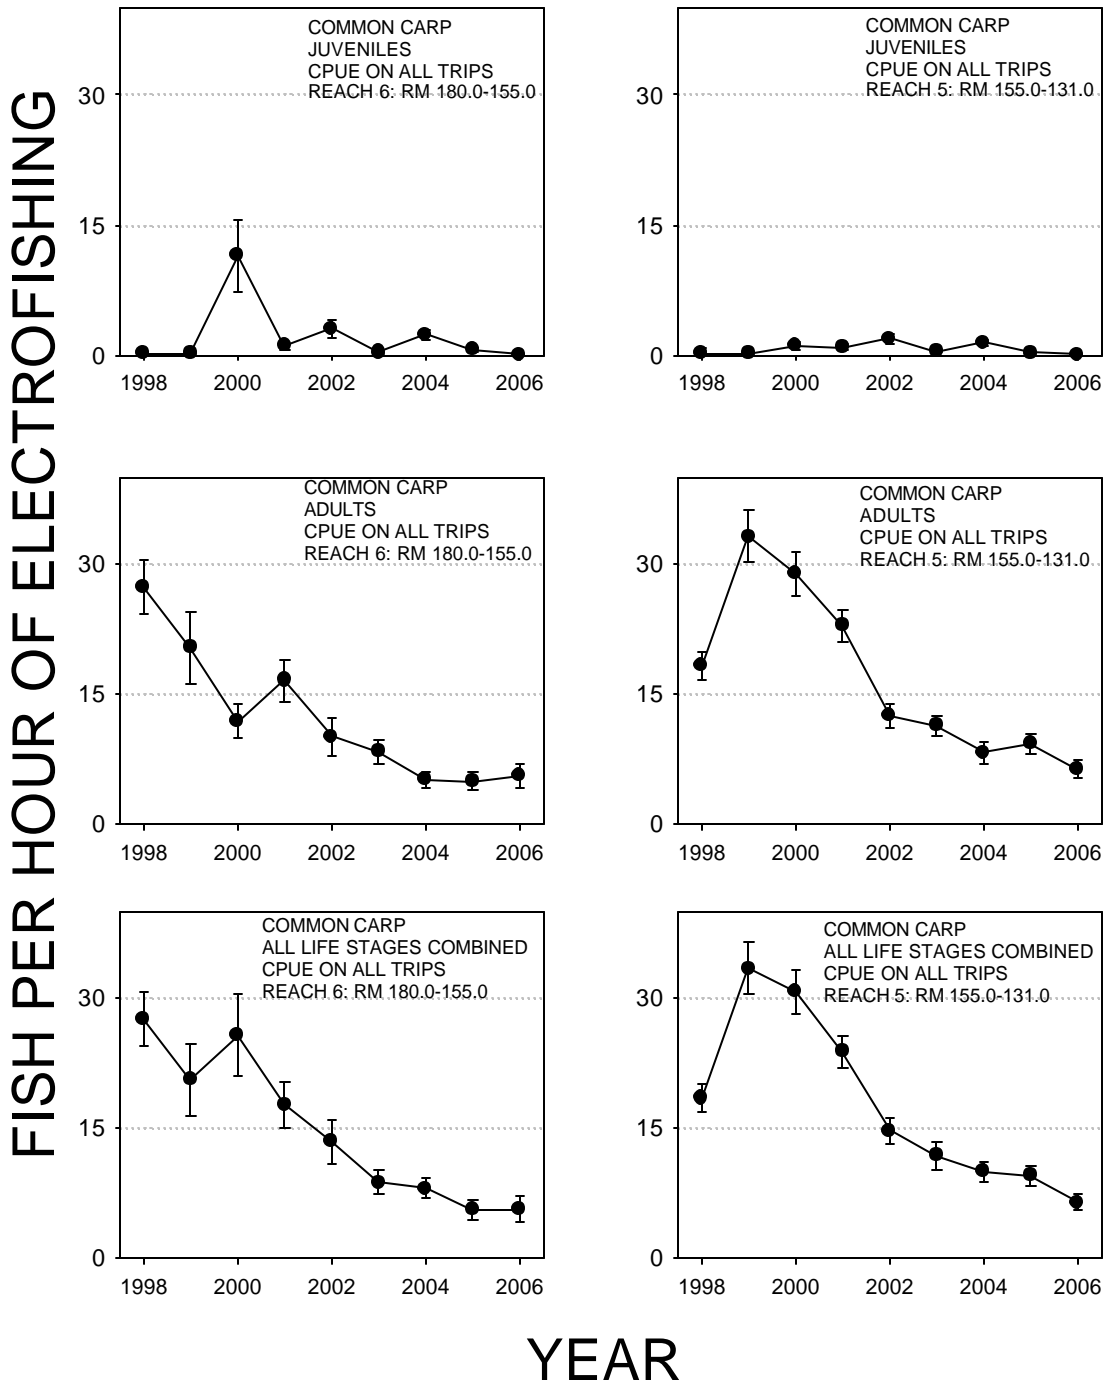 FISH PER HOUR OF ELECTROFISHING
COMMON CARP
JUVENILES
CPUE ON ALL TRIPS
REACH 6: RM 180.0-155.0
30
15
0
1998 2000 2002 2004 2006
COMMON CARP
JUVENILES
CPUE ON ALL TRIPS
REACH 5: RM 155.0-131.0
30
15
0
1998 2000 2002 2004 2006
COMMON CARP
ADULTS
CPUE ON ALL TRIPS
REACH 6: RM 180.0-155.0
30
15
0
1998 2000 2002 2004 2006
COMMON CARP
ADULTS
CPUE ON ALL TRIPS
REACH 5: RM 155.0-131.0
30
15
0
1998 2000 2002 2004 2006
COMMON CARP
ALL LIFE STAGES COMBINED
CPUE ON ALL TRIPS
REACH 6: RM 180.0-155.0
30
15
0
1998 2000 2002 2004 2006
COMMON CARP
ALL LIFE STAGES COMBINED
CPUE ON ALL TRIPS
REACH 5: RM 155.0-131.0
30
15
0
1998 2000 2002 2004 2006
YEAR